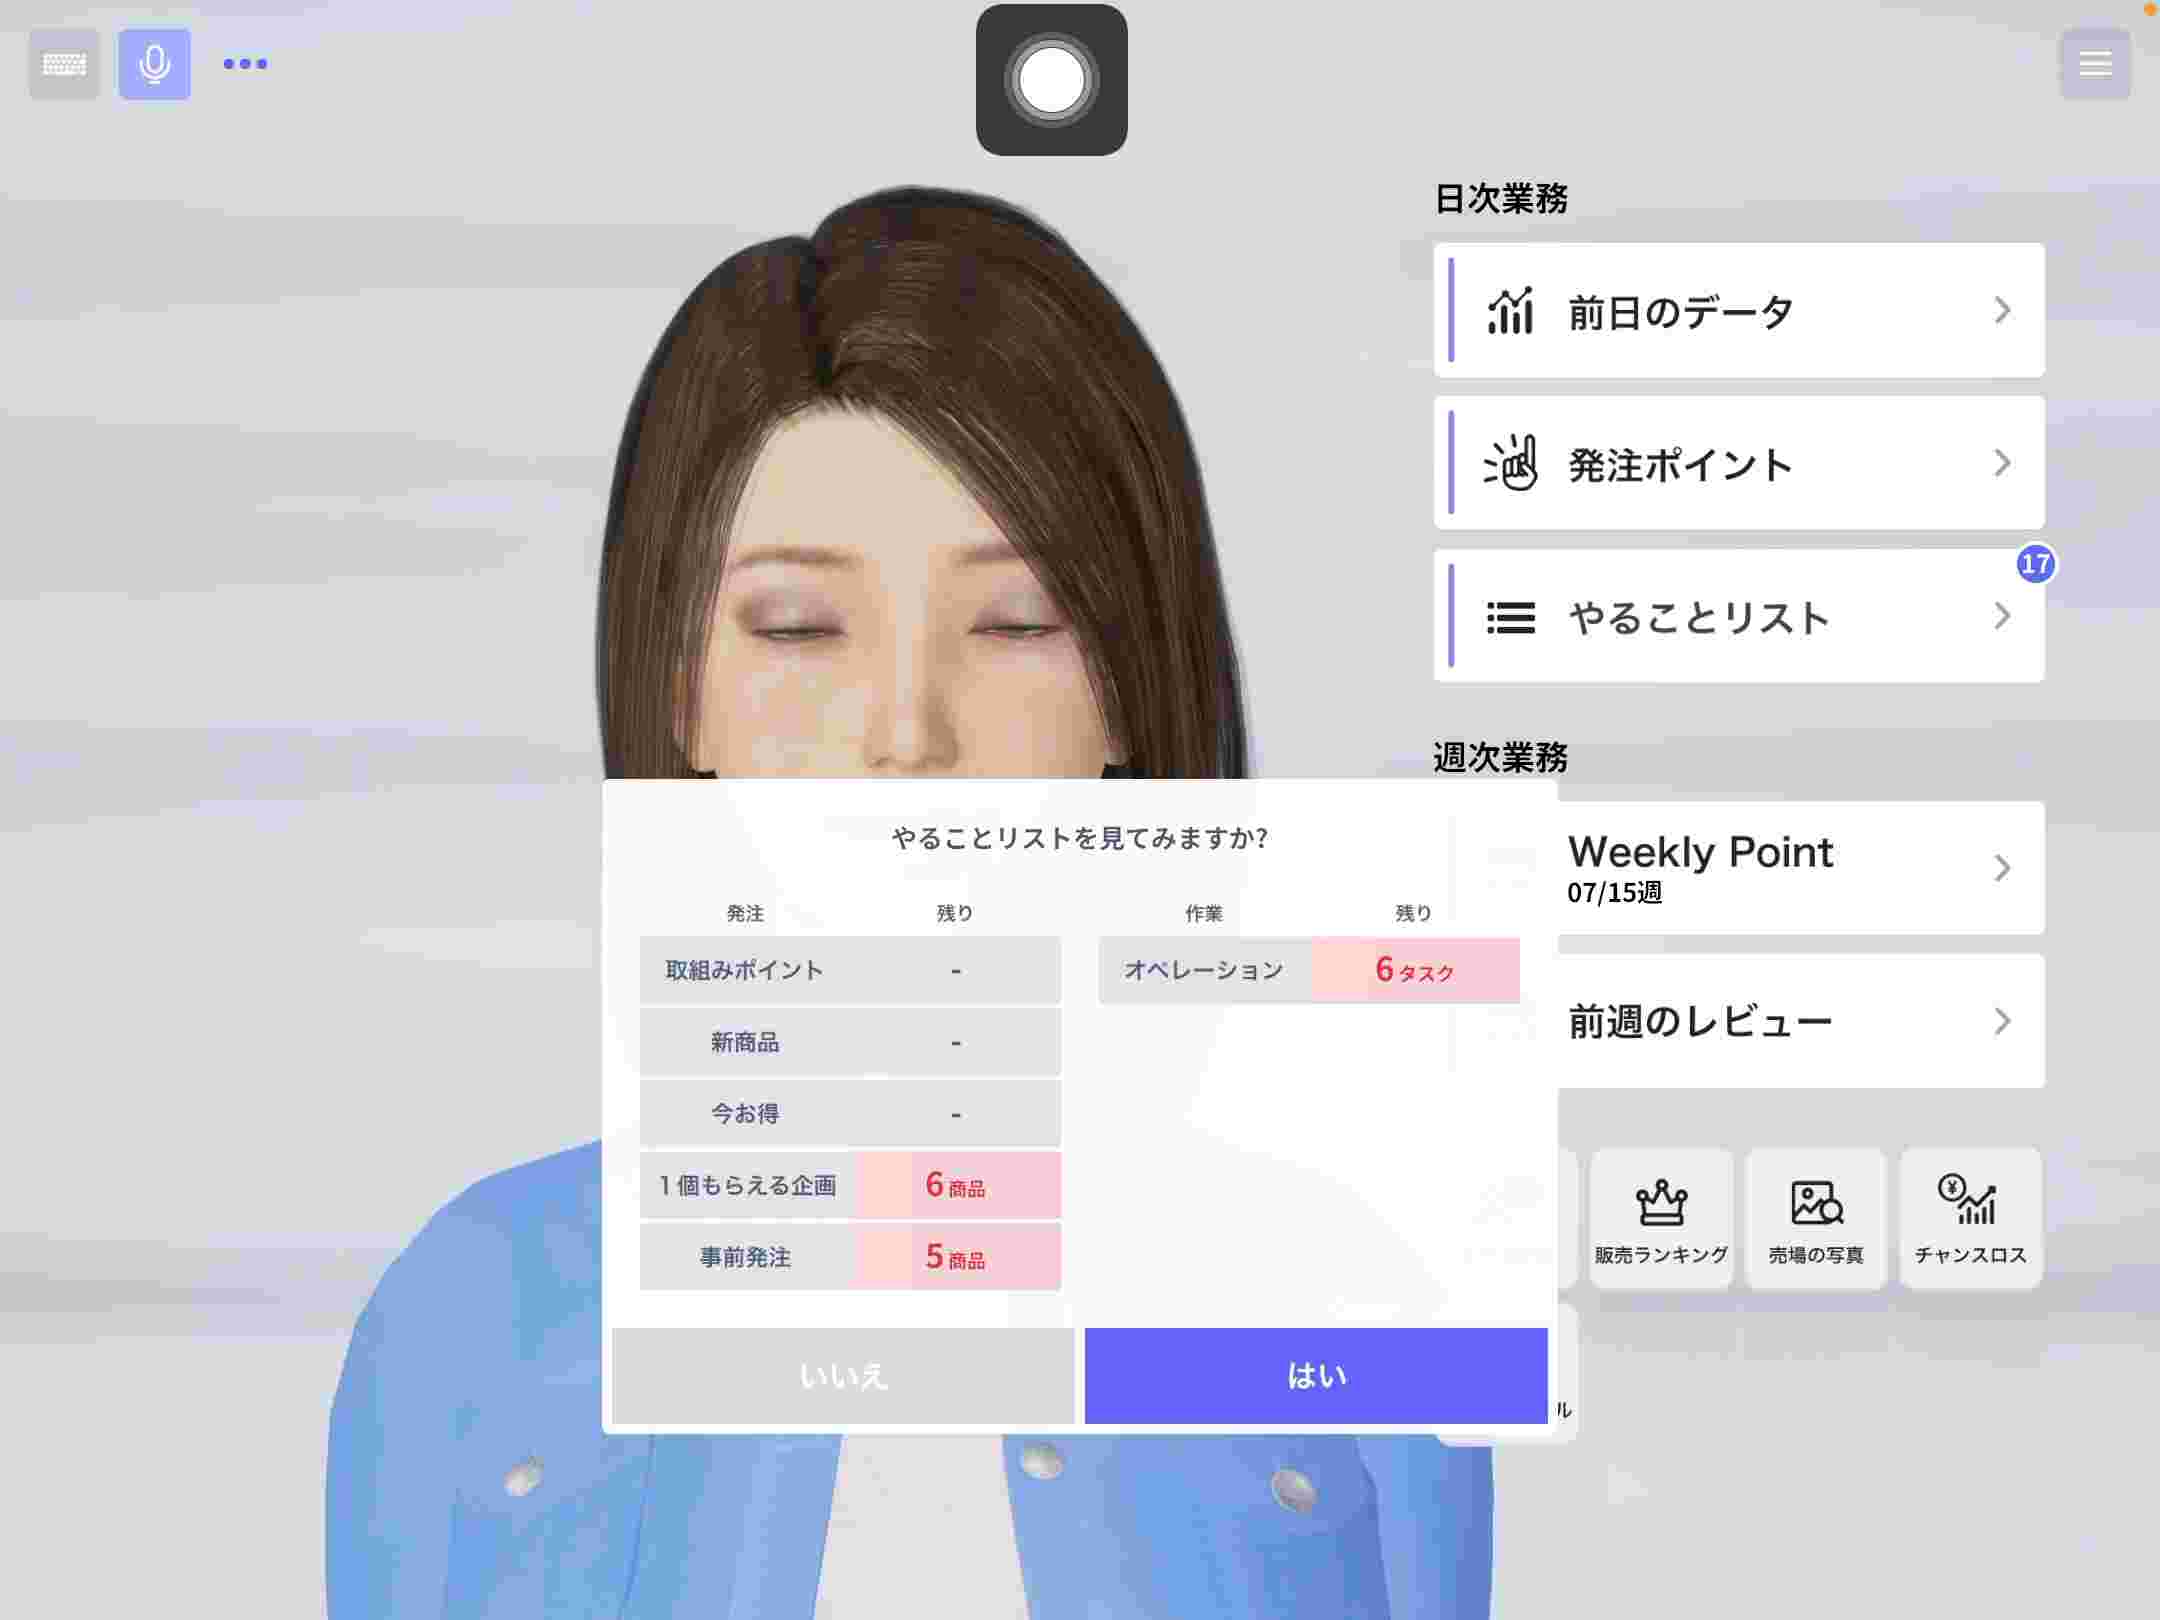 日次業務
前日のデータ
発注ポイント
17
やることリスト
週次業務
Weekly Point
07/15週
前週のレビュー
販売ランキング
売場の写真
チャンスロス
ル
やることリストを見てみますか?
発注 残り
取組みポイント -
新商品 -
今お得 -
1個もらえる企画 6商品
事前発注 5商品
作業 残り
オペレーション 6タスク
いいえ
はい